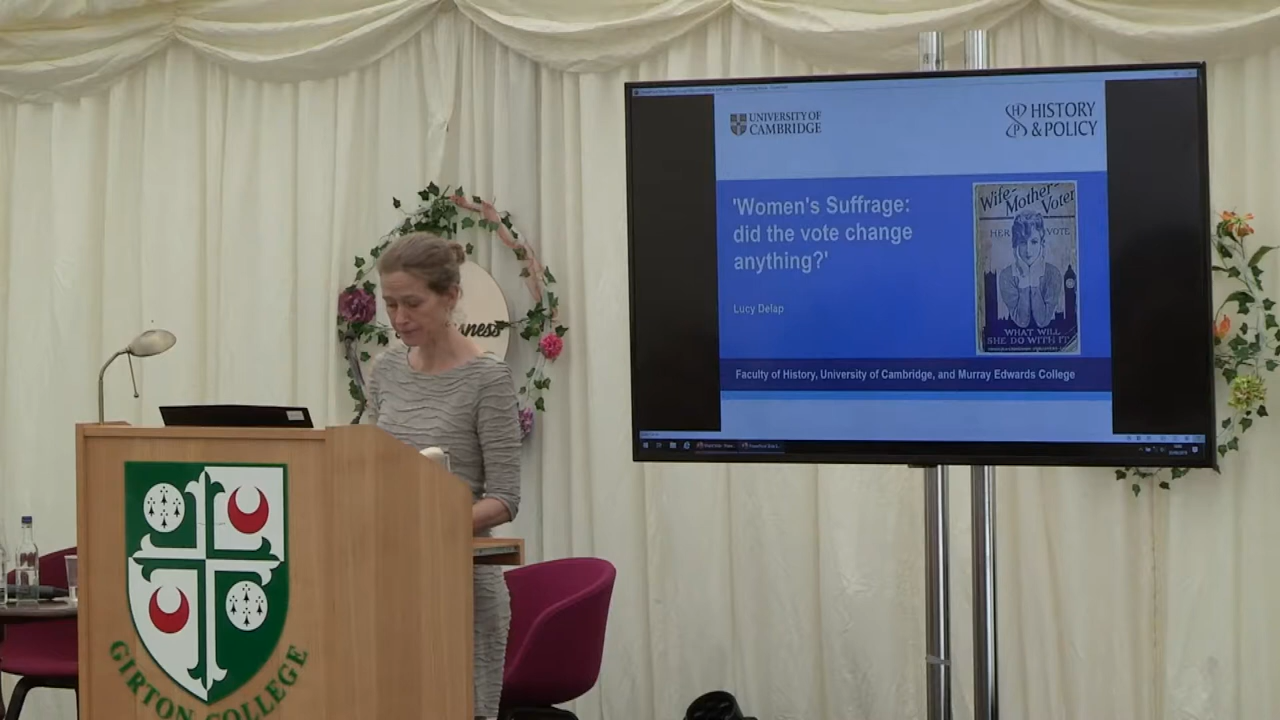 UNIVERSITY OF
CAMBRIDGE
HISTORY
& POLICY
H
P
'Women's Suffrage:
did the vote change
anything?'
Lucy Delap
Wife-
Mother-
Voter
HER VOTE
WHAT WILL
SHE DO WITH IT
Faculty of History, University of Cambridge, and Murray Edwards College
GIRTON COLLEGE